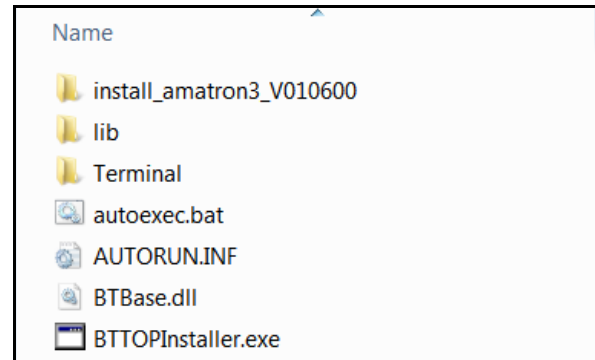 Name
install_amatron3_V010600
lib
Terminal
autoexec.bat
AUTORUN.INF
BTBase.dll
BTTOPInstaller.exe